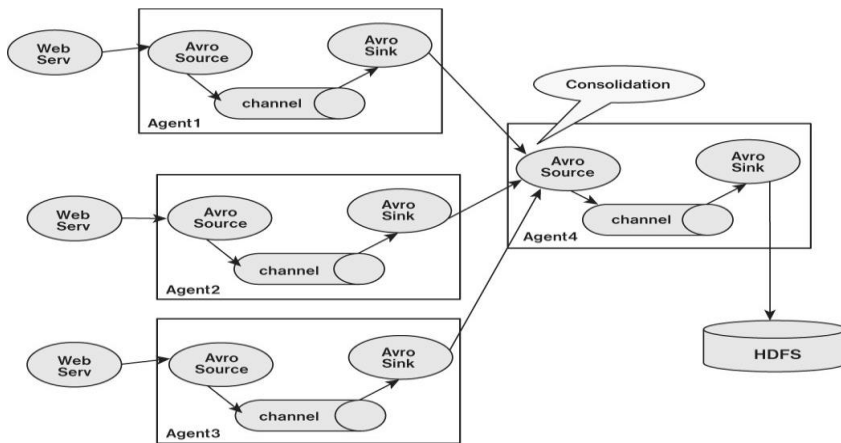 Web
Serv
Avro
Source
Avro
Sink
channel
Agent1
Consolidation
Web
Serv
Avro
Source
Avro
Sink
channel
Agent2
Avro
Source
Avro
Sink
channel
Agent4
Web
Serv
Avro
Source
Avro
Sink
channel
Agent3
HDFS